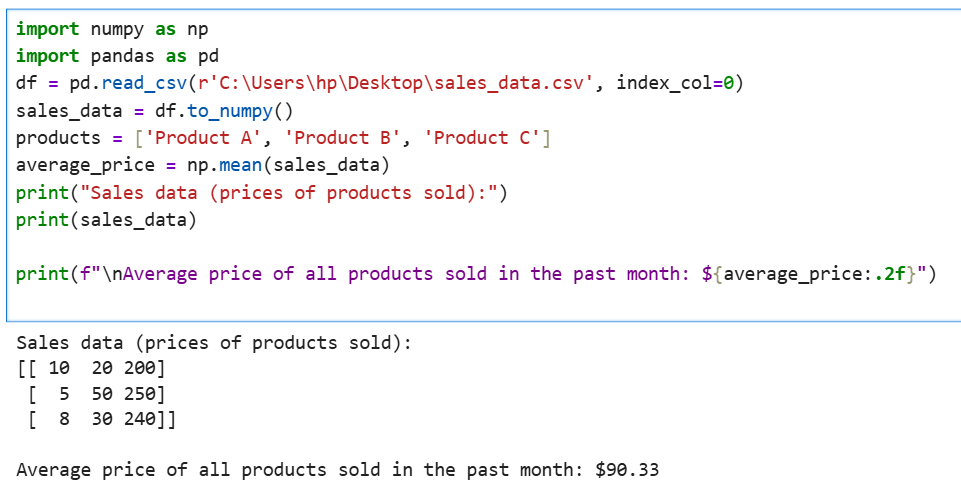 import numpy as np
import pandas as pd
df = pd.read_csv(r'C:\Users\hp\Desktop\sales_data.csv', index_col=0)
sales_data = df.to_numpy()
products = ['Product A', 'Product B', 'Product C']
average_price = np.mean(sales_data)
print("Sales data (prices of products sold):")
print(sales_data)

print(f"\nAverage price of all products sold in the past month: ${average_price:.2f}")

Sales data (prices of products sold):
[[ 10  20 200]
 [  5  50 250]
 [  8  30 240]]

Average price of all products sold in the past month: $90.33